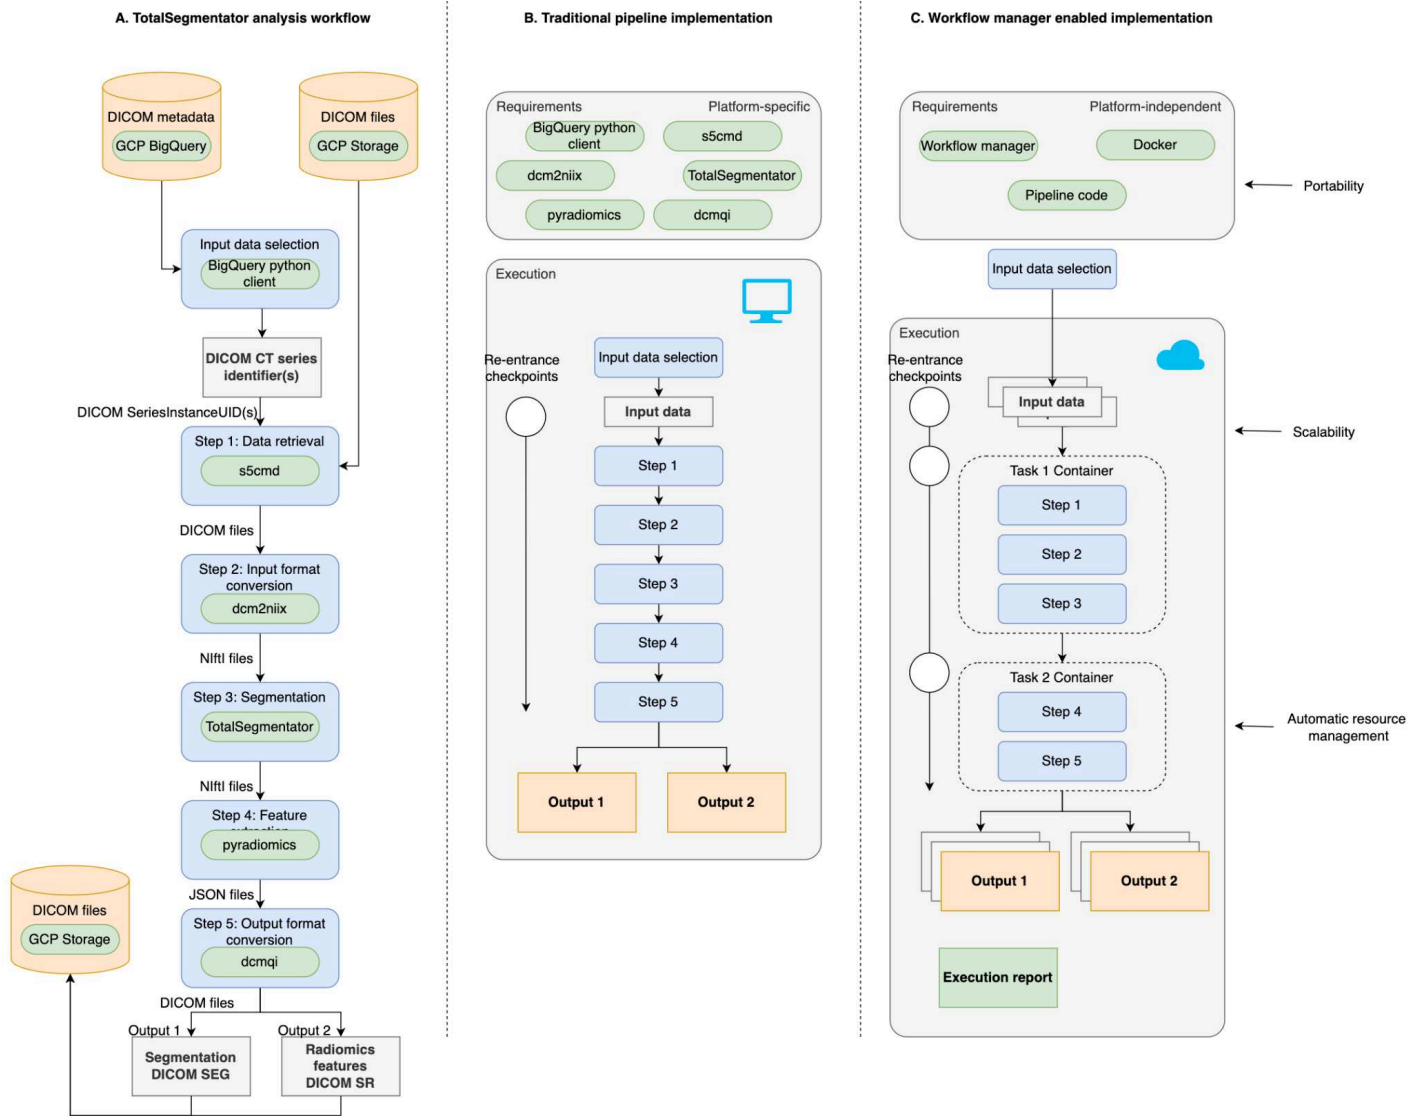 A. TotalSegmentator analysis workflow
DICOM metadata
GCP BigQuery
DICOM files
GCP Storage
Input data selection
BigQuery python
client
DICOM CT series
identifier(s)
DICOM SeriesInstanceUID(s)
Step 1: Data retrieval
s5cmd
DICOM files
Step 2: Input format
conversion
dcm2niix
NIftI files
Step 3: Segmentation
TotalSegmentator
NIftI files
Step 4: Feature
extraction
pyradiomics
JSON files
Step 5: Output format
conversion
dcmqi
DICOM files
Output 1
Output 2
Segmentation
DICOM SEG
Radiomics
features
DICOM SR
DICOM files
GCP Storage
B. Traditional pipeline implementation
Requirements
Platform-specific
BigQuery python
client
s5cmd
dcm2niix
TotalSegmentator
pyradiomics
dcmqi
Execution
Re-entrance
checkpoints
Input data selection
Input data
Step 1
Step 2
Step 3
Step 4
Step 5
Output 1
Output 2
C. Workflow manager enabled implementation
Requirements
Platform-independent
Workflow manager
Docker
Pipeline code
Portability
Input data selection
Execution
Re-entrance
checkpoints
Input data
Scalability
Task 1 Container
Step 1
Step 2
Step 3
Task 2 Container
Step 4
Step 5
Automatic resource
management
Output 1
Output 2
Execution report